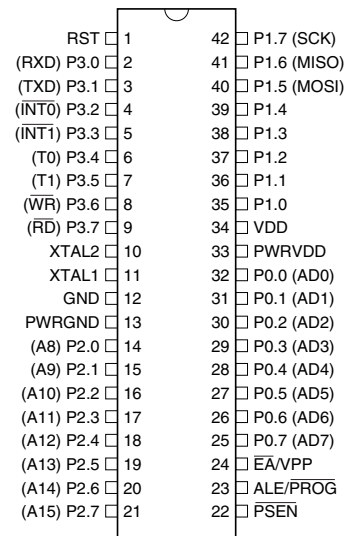 RST 1 42 P1.7 (SCK)
(RXD) P3.0 2 41 P1.6 (MISO)
(TXD) P3.1 3 40 P1.5 (MOSI)
(I̅N̅T̅0̅) P3.2 4 39 P1.4
(I̅N̅T̅1̅) P3.3 5 38 P1.3
(T0) P3.4 6 37 P1.2
(T1) P3.5 7 36 P1.1
(W̅R̅) P3.6 8 35 P1.0
(R̅D̅) P3.7 9 34 VDD
XTAL2 10 33 PWRVDD
XTAL1 11 32 P0.0 (AD0)
GND 12 31 P0.1 (AD1)
PWRGND 13 30 P0.2 (AD2)
(A8) P2.0 14 29 P0.3 (AD3)
(A9) P2.1 15 28 P0.4 (AD4)
(A10) P2.2 16 27 P0.5 (AD5)
(A11) P2.3 17 26 P0.6 (AD6)
(A12) P2.4 18 25 P0.7 (AD7)
(A13) P2.5 19 24 E̅A̅/VPP
(A14) P2.6 20 23 ALE/P̅R̅O̅G̅
(A15) P2.7 21 22 P̅S̅E̅N̅